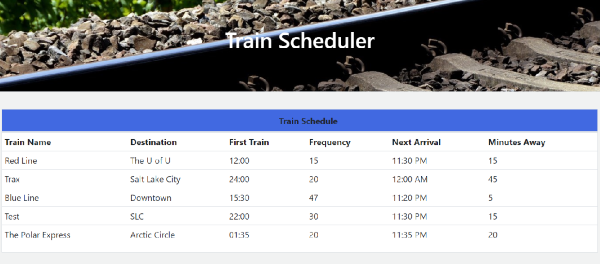 Train Scheduler
Train Schedule
Train Name Destination First Train Frequency Next Arrival Minutes Away
Red Line The U of U 12:00 15 11:30 PM 15
Trax Salt Lake City 24:00 20 12:00 AM 45
Blue Line Downtown 15:30 47 11:20 PM 5
Test SLC 22:00 30 11:30 PM 15
The Polar Express Arctic Circle 01:35 20 11:35 PM 20